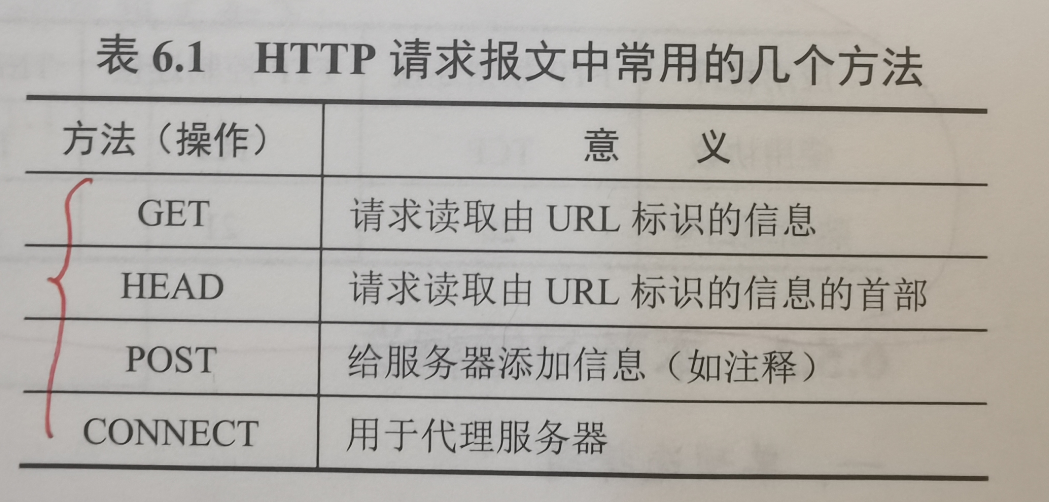 表 6.1 HTTP 请求报文中常用的几个方法
方法（操作） 意 义
GET 请求读取由 URL 标识的信息
HEAD 请求读取由 URL 标识的信息的首部
POST 给服务器添加信息（如注释）
CONNECT 用于代理服务器